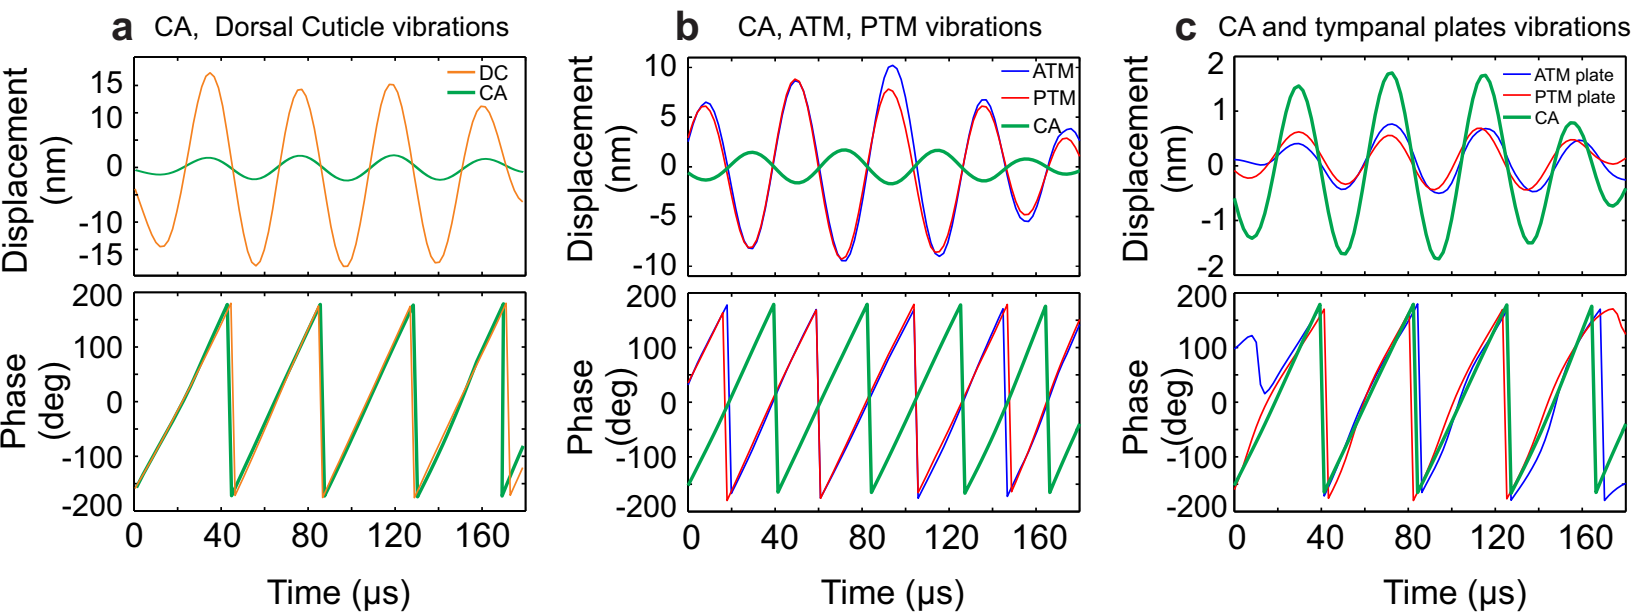 a CA, Dorsal Cuticle vibrations
Displacement
(nm)
15
10
0
-10
-15
DC
CA
Phase
(deg)
200
100
0
-100
-200
0 40 80 120 160
Time (µs)
b CA, ATM, PTM vibrations
Displacement
(nm)
10
5
0
-5
-10
ATM
PTM
CA
Phase
(deg)
200
100
0
-100
-200
0 40 80 120 160
Time (µs)
c CA and tympanal plates vibrations
Displacement
(nm)
2
1
0
-1
-2
ATM plate
PTM plate
CA
Phase
(deg)
200
100
0
-100
-200
0 40 80 120 160
Time (µs)